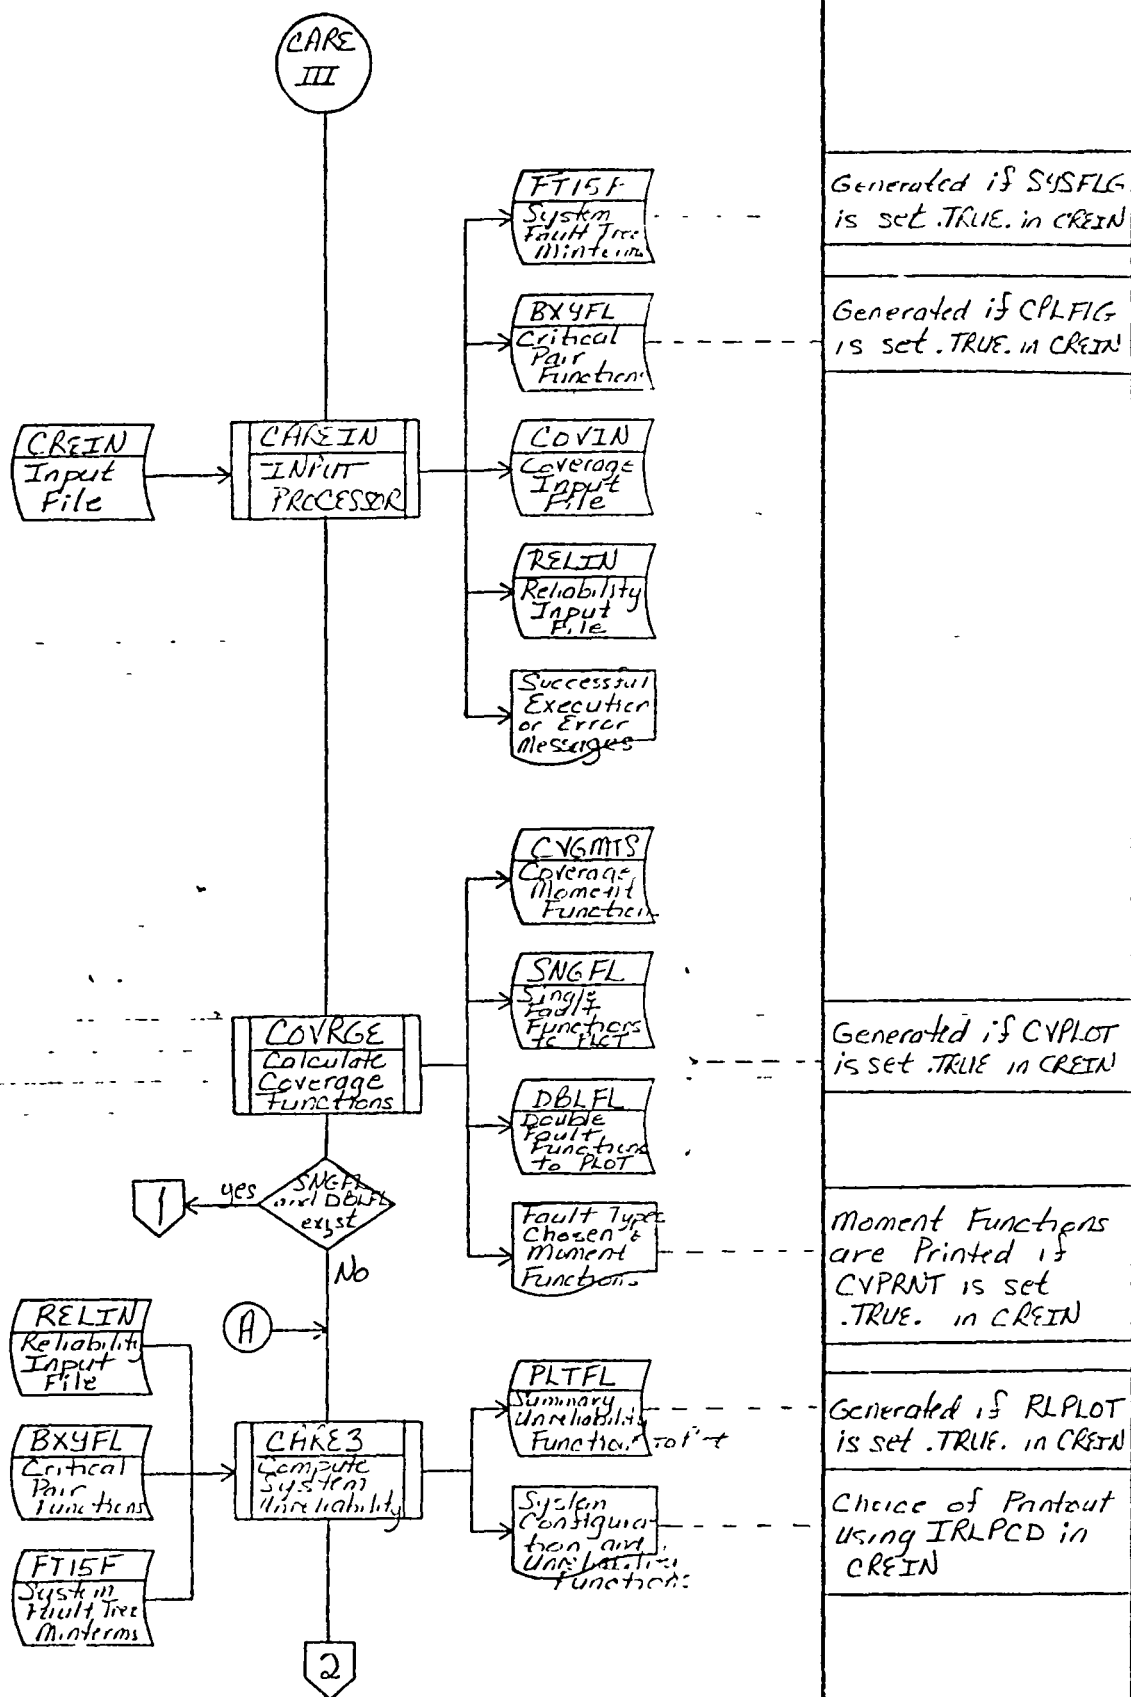 CARE
III
FT15F
System
Fault Tree
Minterms
Generated if SYSFLG
is set .TRUE. in CREIN
BXYFL
Critical
Pair
Functions
Generated if CPLFLG
is set .TRUE. in CREIN
CREIN
Input
File
CAREIN
INPUT
PROCESSOR
COVIN
Coverage
Input
File
RELIN
Reliability
Input
File
Successful
Execution
or Error
Messages
CVGMTS
Coverage
Moment
Function
SNGFL
Single
Fault
Functions
to PLOT
COVRGE
Calculate
Coverage
Functions
Generated if CVPLOT
is set .TRUE in CREIN
DBLFL
Double
Fault
Functions
to PLOT
SNGFL
and DBLFL
exist
yes
1
No
Fault Types
Chosen &
Moment
Functions
Moment Functions
are Printed if
CVPRNT is set
.TRUE. in CREIN
A
RELIN
Reliability
Input
File
BXYFL
Critical
Pair
Functions
FT15F
System
Fault Tree
Minterms
CARE3
Compute
System
Unreliability
PLTFL
Summary
Unreliability
Function
Generated if RLPLOT
is set .TRUE. in CREIN
System
Configura-
tion and
Unreliabilities
Functions
Choice of Printout
using IRLPCD in
CREIN
2